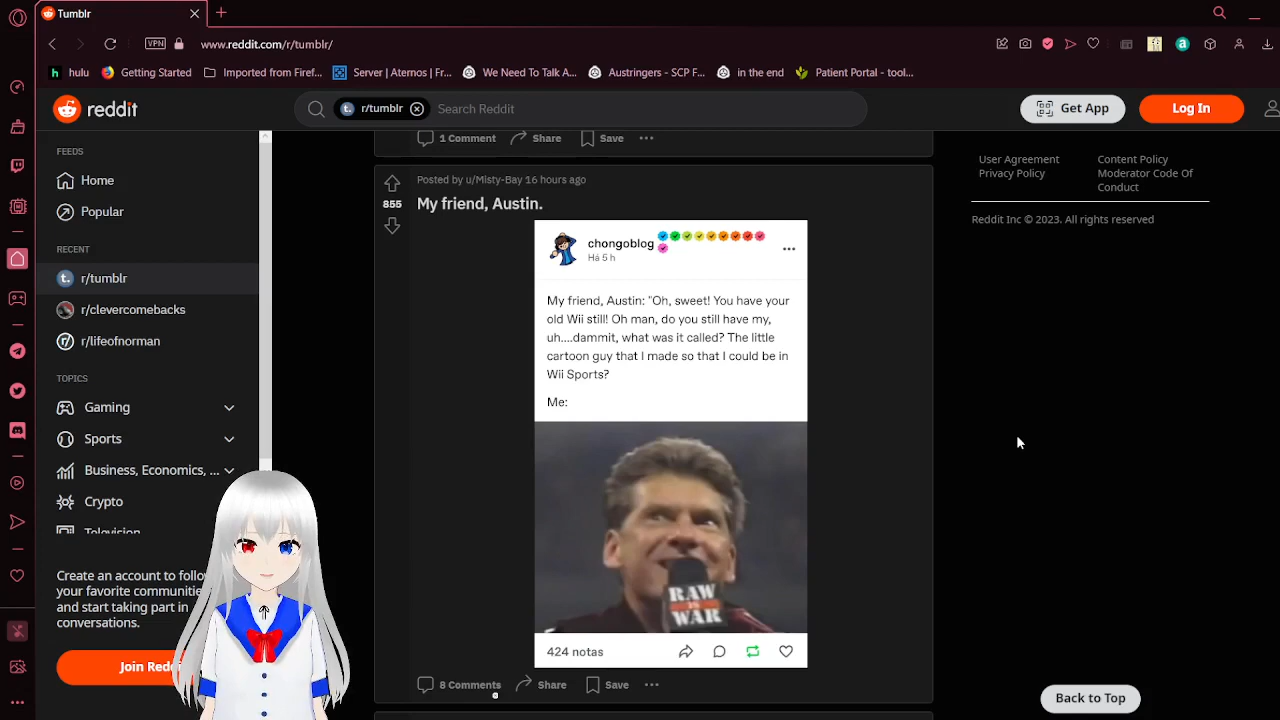 Tumblr
VPN
www.reddit.com/r/tumblr/
hulu
Getting Started
Imported from Firef...
Server | Aternos | Fr...
We Need To Talk A...
Austringers - SCP F...
in the end
Patient Portal - tool...
reddit
r/tumblr
Search Reddit
Get App
Log In
FEEDS
Home
Popular
RECENT
r/tumblr
r/clevercomebacks
r/lifeofnorman
TOPICS
Gaming
Sports
Business, Economics, ...
Crypto
Television
Create an account to follo
your favorite communitie
and start taking part in
conversations.
Join Reddi
1 Comment
Share
Save
Posted by u/Misty-Bay 16 hours ago
855
My friend, Austin.
chongoblog
Há 5 h
My friend, Austin: "Oh, sweet! You have your
old Wii still! Oh man, do you still have my,
uh....dammit, what was it called? The little
cartoon guy that I made so that I could be in
Wii Sports?
Me:
RAW
IS
WAR
424 notas
8 Comments
Share
Save
User Agreement
Privacy Policy
Content Policy
Moderator Code Of
Conduct
Reddit Inc © 2023. All rights reserved
Back to Top